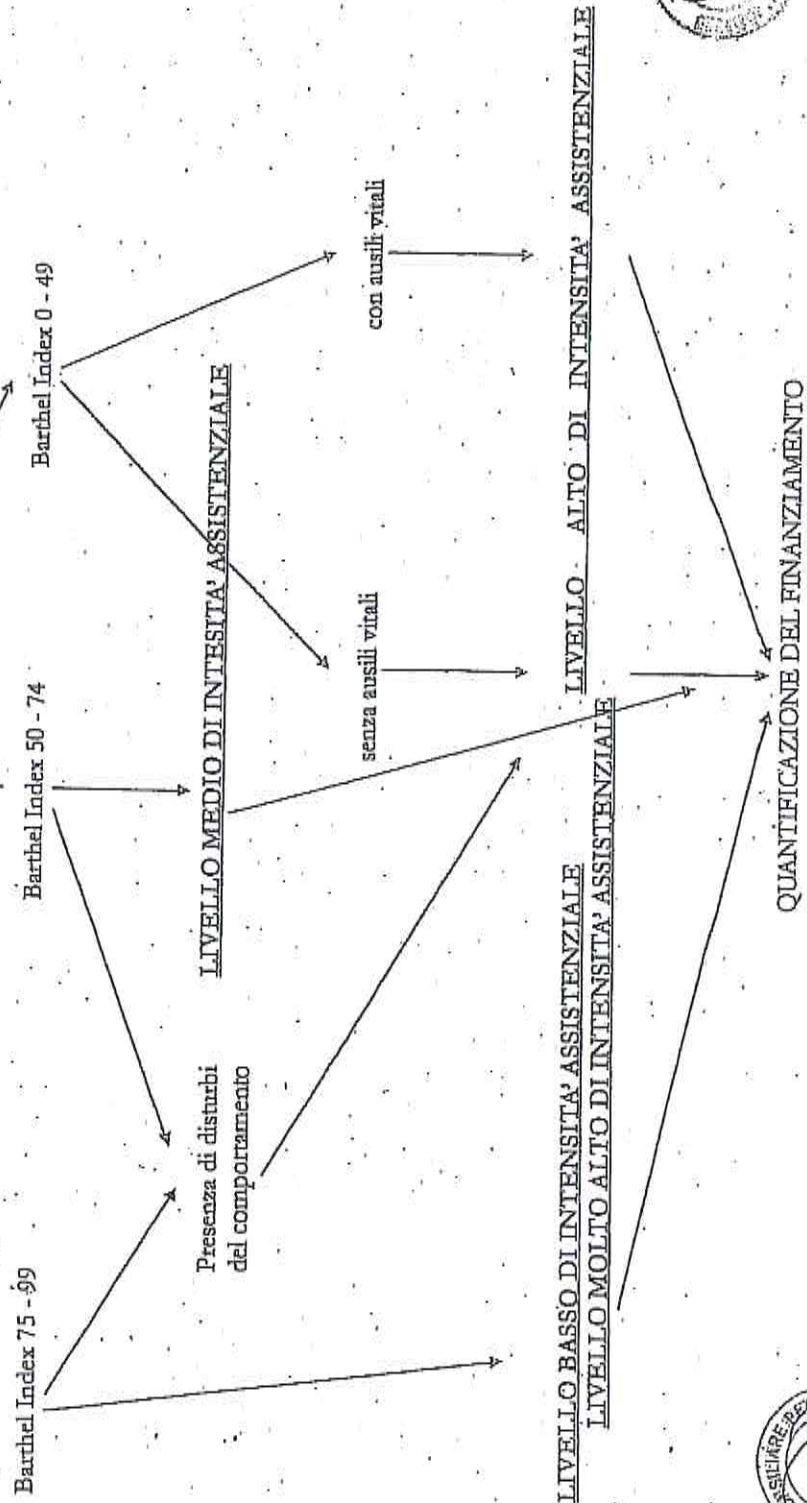 Barthel Index 75 - 99
Barthel Index 50 - 74
Barthel Index 0 - 49
Presenza di disturbi
del comportamento
LIVELLO MEDIO DI INTESITA' ASSISTENZIALE
senza ausili vitali
con ausili vitali
LIVELLO BASSO DI INTENSITA' ASSISTENZIALE
LIVELLO - ALTO DI INTENSITA' ASSISTENZIALE
LIVELLO MOLTO ALTO DI INTENSITA' ASSISTENZIALE
QUANTIFICAZIONE DEL FINANZIAMENTO